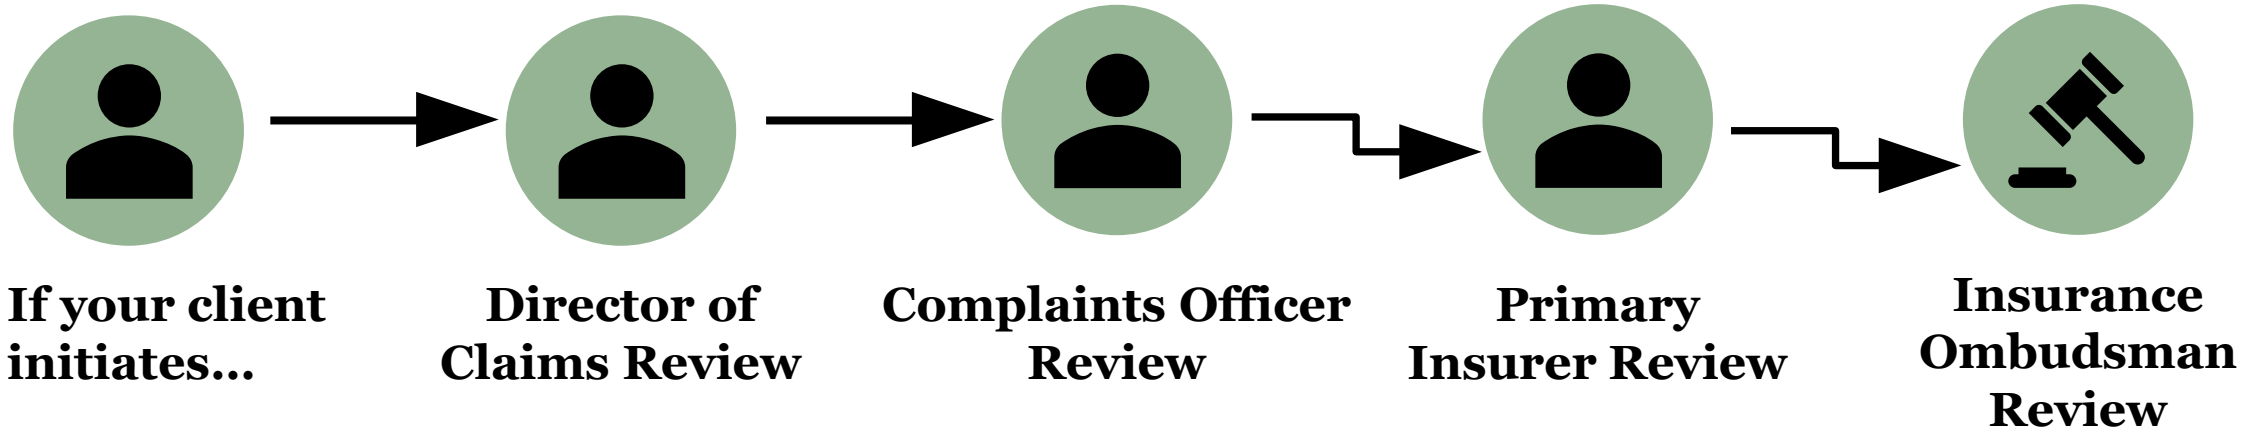 If your client
initiates...
Director of
Claims Review
Complaints Officer
Review
Primary
Insurer Review
Insurance
Ombudsman
Review